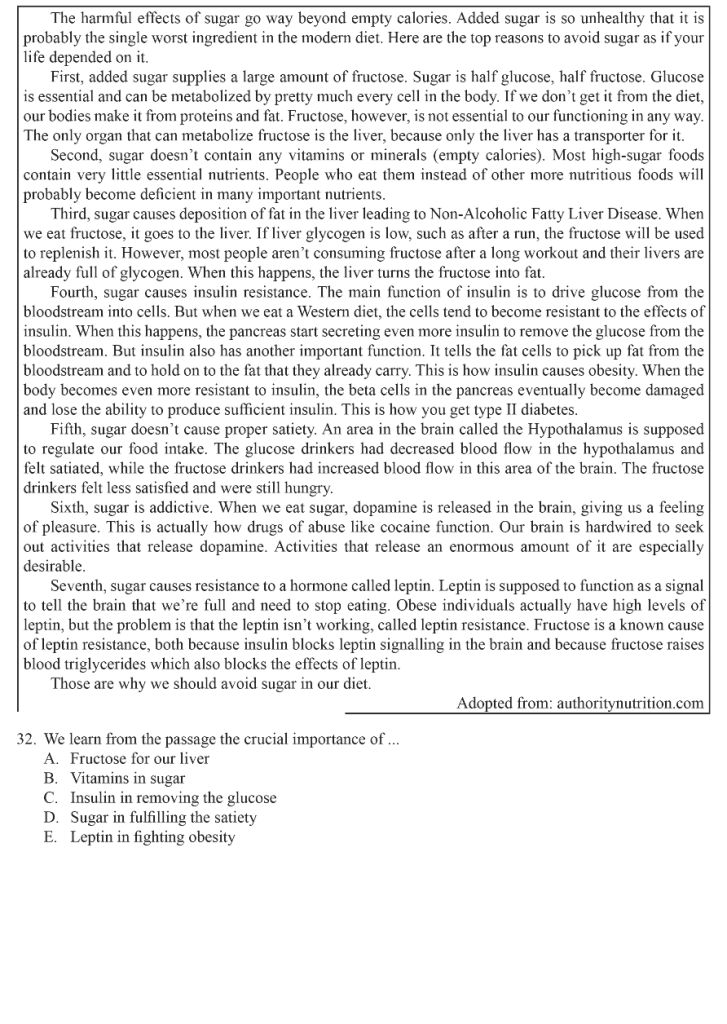 The harmful effects of sugar go way beyond empty calories. Added sugar is so unhealthy that it is
probably the single worst ingredient in the modern diet. Here are the top reasons to avoid sugar as if your
life depended on it.
First, added sugar supplies a large amount of fructose. Sugar is half glucose, half fructose. Glucose
is essential and can be metabolized by pretty much every cell in the body. If we don't get it from the diet,
our bodies make it from proteins and fat. Fructose, however, is not essential to our functioning in any way.
The only organ that can metabolize fructose is the liver, because only the liver has a transporter for it.
Second, sugar doesn't contain any vitamins or minerals (empty calories). Most high-sugar foods
contain very little essential nutrients. People who eat them instead of other more nutritious foods will
probably become deficient in many important nutrients.
Third, sugar causes deposition of fat in the liver leading to Non-Alcoholic Fatty Liver Disease. When
we eat fructose, it goes to the liver. If liver glycogen is low, such as after a run, the fructose will be used
to replenish it. However, most people aren't consuming fructose after a long workout and their livers are
already full of glycogen. When this happens, the liver turns the fructose into fat.
Fourth, sugar causes insulin resistance. The main function of insulin is to drive glucose from the
bloodstream into cells. But when we eat a Western diet, the cells tend to become resistant to the effects of
insulin. When this happens, the pancreas start secreting even more insulin to remove the glucose from the
bloodstream. But insulin also has another important function. It tells the fat cells to pick up fat from the
bloodstream and to hold on to the fat that they already carry. This is how insulin causes obesity. When the
body becomes even more resistant to insulin, the beta cells in the pancreas eventually become damaged
and lose the ability to produce sufficient insulin. This is how you get type II diabetes.
Fifth, sugar doesn't cause proper satiety. An area in the brain called the Hypothalamus is supposed
to regulate our food intake. The glucose drinkers had decreased blood flow in the hypothalamus and
felt satiated, while the fructose drinkers had increased blood flow in this area of the brain. The fructose
drinkers felt less satisfied and were still hungry.
Sixth, sugar is addictive. When we eat sugar, dopamine is released in the brain, giving us a feeling
of pleasure. This is actually how drugs of abuse like cocaine function. Our brain is hardwired to seek
out activities that release dopamine. Activities that release an enormous amount of it are especially
desirable.
Seventh, sugar causes resistance to a hormone called leptin. Leptin is supposed to function as a signal
to tell the brain that we're full and need to stop eating. Obese individuals actually have high levels of
leptin, but the problem is that the leptin isn't working, called leptin resistance. Fructose is a known cause
of leptin resistance, both because insulin blocks leptin signalling in the brain and because fructose raises
blood triglycerides which also blocks the effects of leptin.
Those are why we should avoid sugar in our diet.
Adopted from: authoritynutrition.com
32. We learn from the passage the crucial importance of ...
A. Fructose for our liver
B. Vitamins in sugar
C. Insulin in removing the glucose
D. Sugar in fulfilling the satiety
E. Leptin in fighting obesity